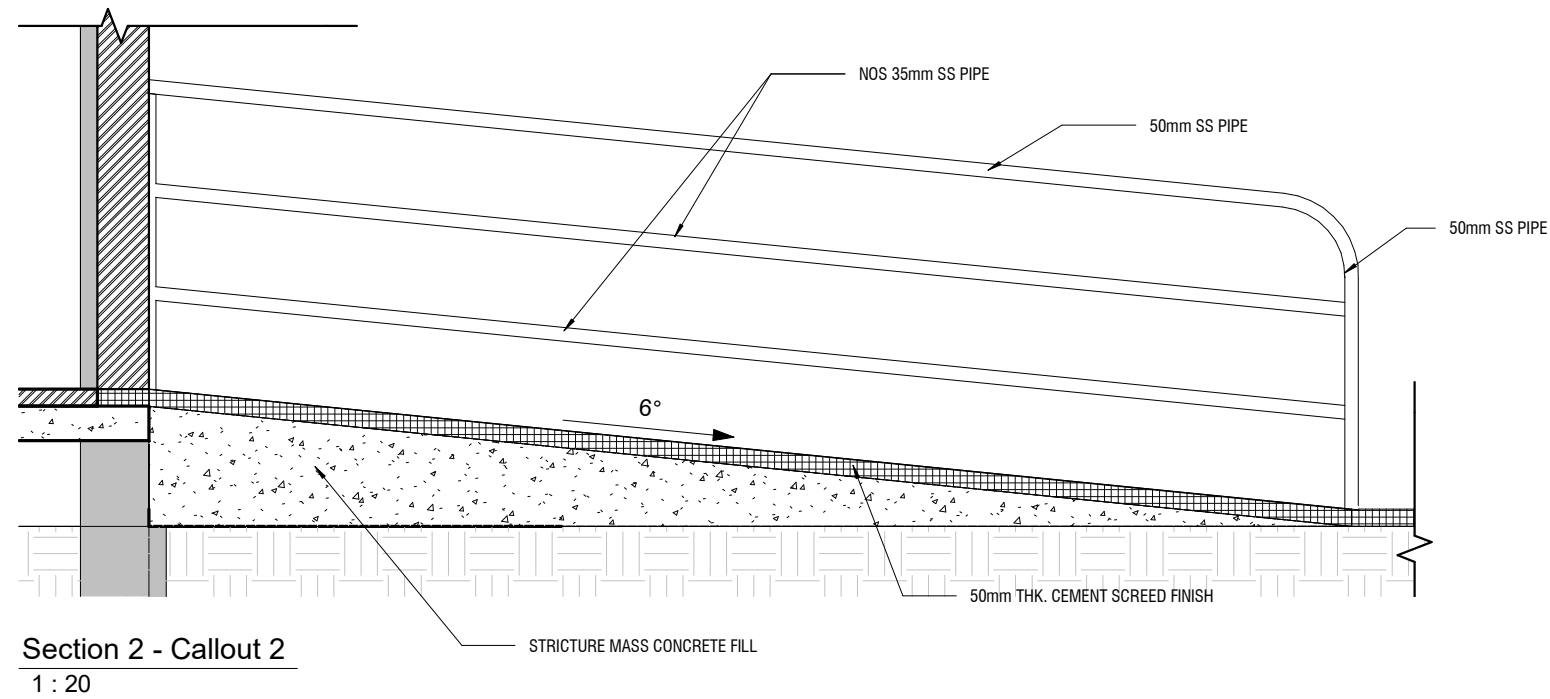 NOS 35mm SS PIPE
50mm SS PIPE
50mm SS PIPE
6°
50mm THK. CEMENT SCREED FINISH
STRICTURE MASS CONCRETE FILL
Section 2 - Callout 2
1 : 20